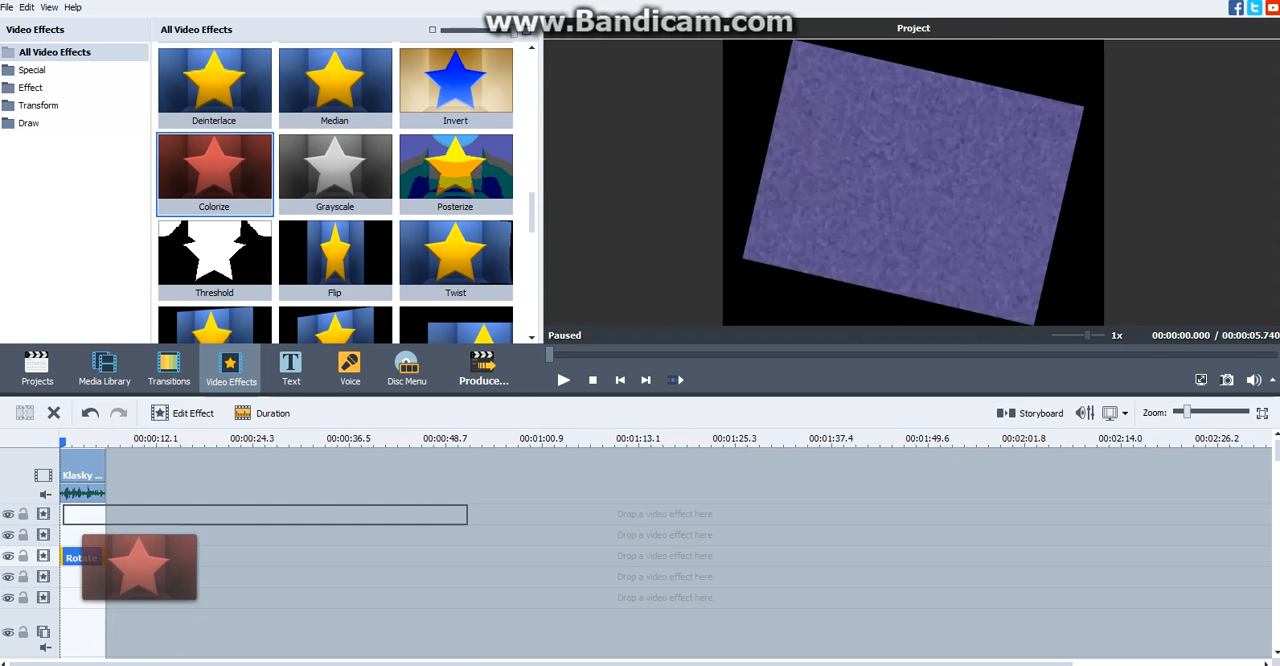 File Edit View Help
www.Bandicam.com
Video Effects
All Video Effects
Project
All Video Effects
Special
Effect
Transform
Draw
Deinterlace
Median
Invert
Colorize
Grayscale
Posterize
Threshold
Flip
Twist
Paused
1x
00:00:00.000 / 00:00:05.740
Projects
Media Library
Transitions
Video Effects
Text
Voice
Disc Menu
Produce...
Edit Effect
Duration
Storyboard
Zoom:
00:00:12.1 00:00:24.3 00:00:36.5 00:00:48.7 00:01:00.9 00:01:13.1 00:01:25.3 00:01:37.4 00:01:49.6 00:02:01.8 00:02:14.0 00:02:26.2
Klasky ...
Drop a video effect here
Drop a video effect here
Rotate
Drop a video effect here
Drop a video effect here
Drop a video effect here